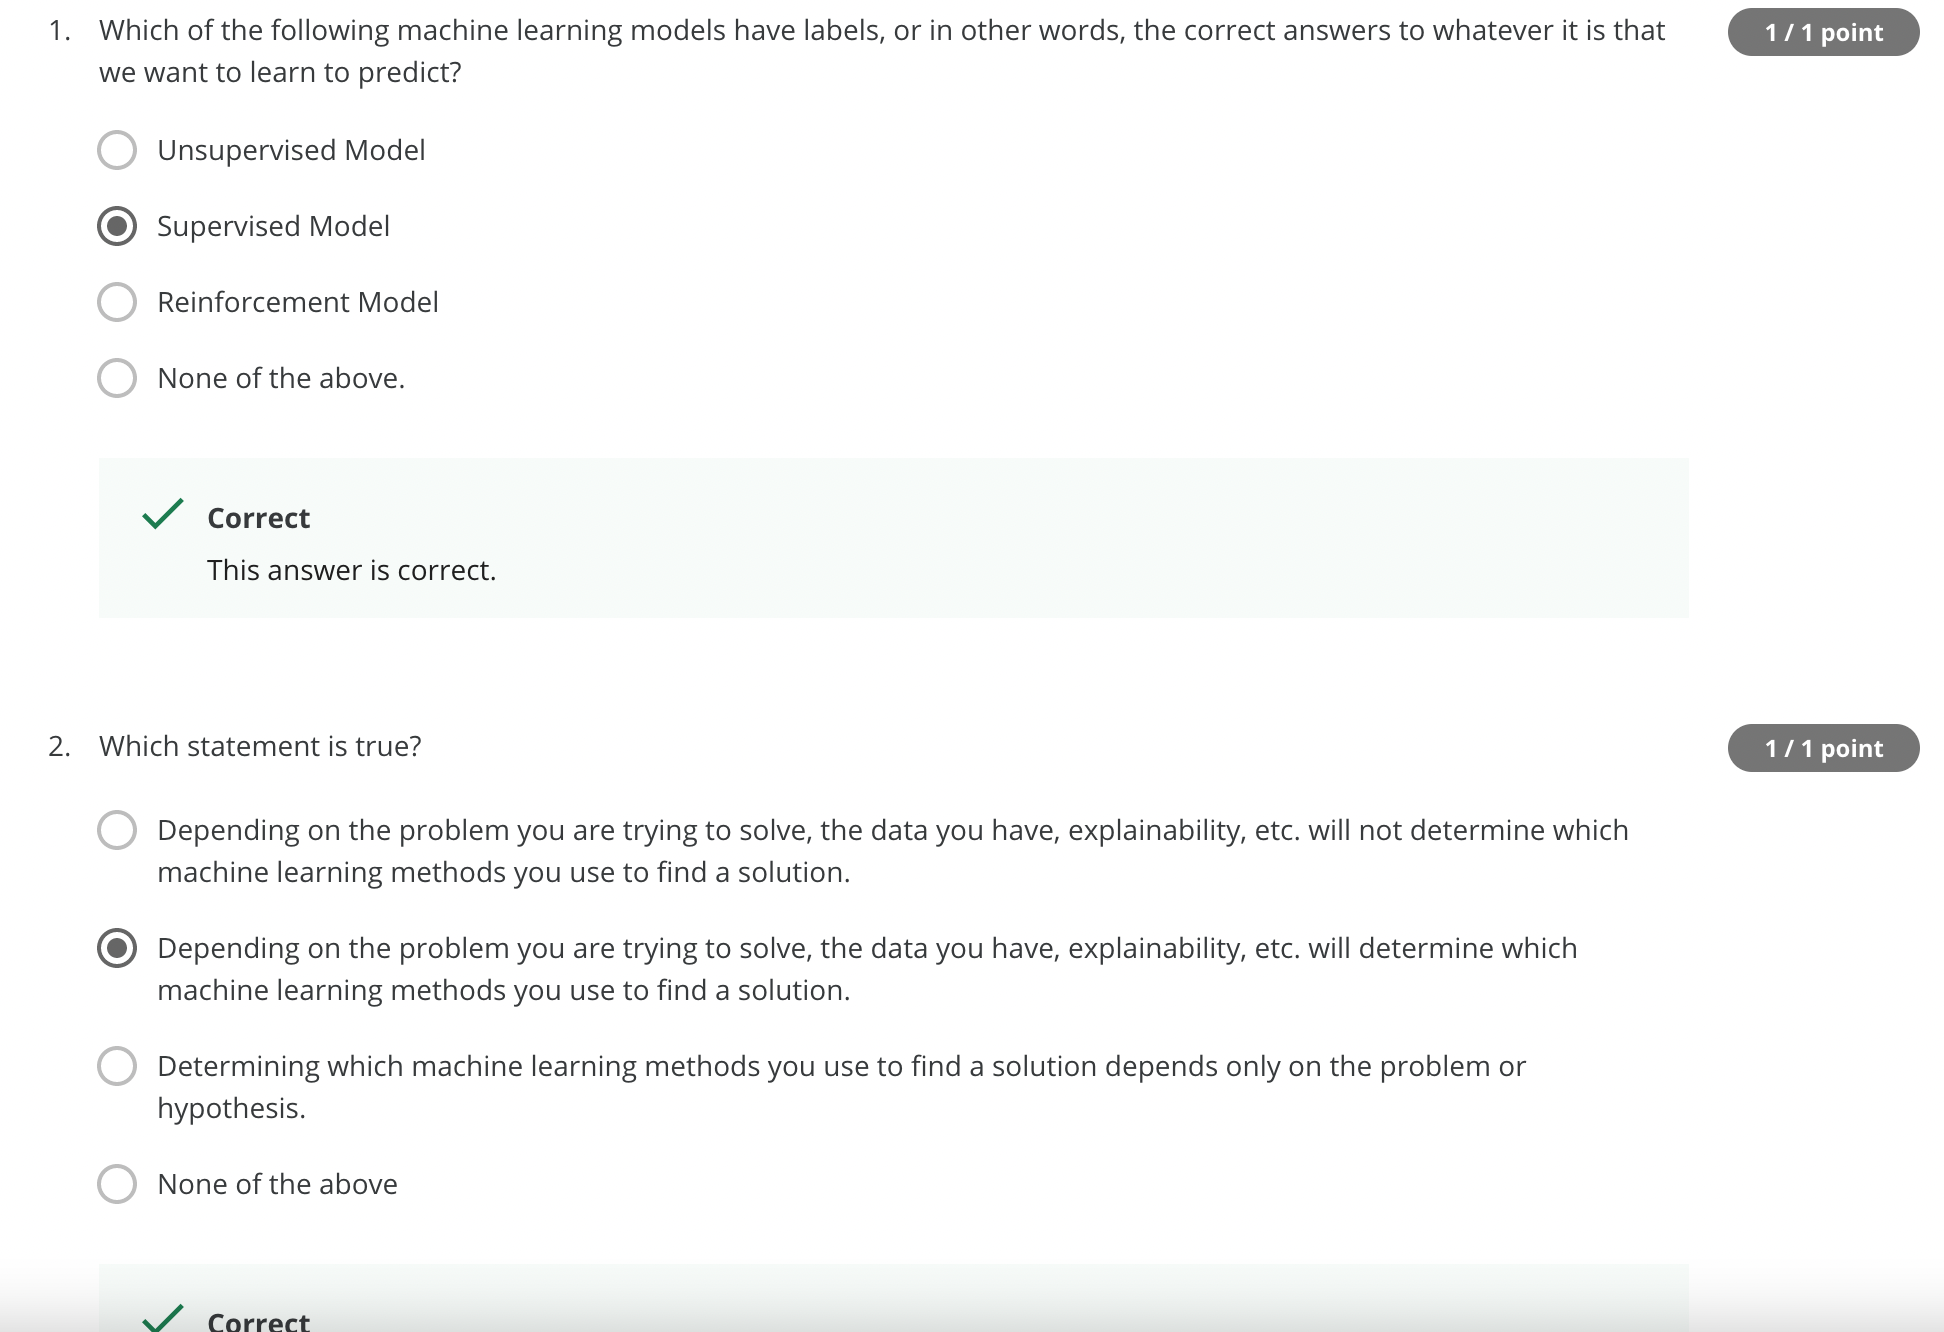 1. Which of the following machine learning models have labels, or in other words, the correct answers to whatever it is that
1 / 1 point
we want to learn to predict?
Unsupervised Model
Supervised Model
Reinforcement Model
None of the above.
Correct
This answer is correct.
2. Which statement is true?
1 / 1 point
Depending on the problem you are trying to solve, the data you have, explainability, etc. will not determine which
machine learning methods you use to find a solution.
Depending on the problem you are trying to solve, the data you have, explainability, etc. will determine which
machine learning methods you use to find a solution.
Determining which machine learning methods you use to find a solution depends only on the problem or
hypothesis.
None of the above
Correct